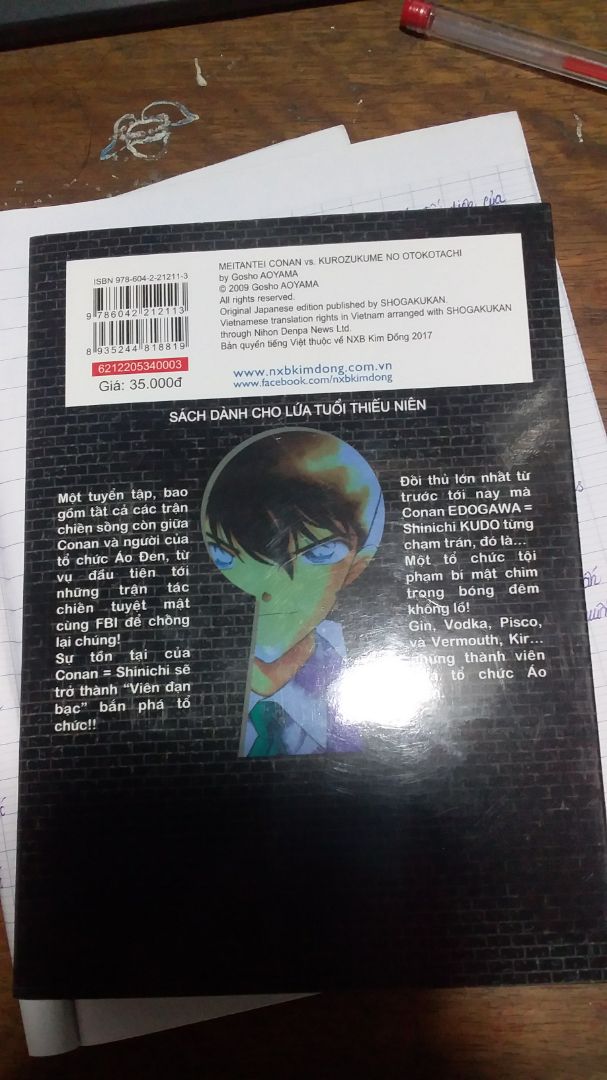 ISBN 978-604-2-21211-3
9 786042 212113
8 935244 818819
6212205340003
Giá: 35.000đ
MEITANTEI CONAN vs. KUROZUKUME NO OTOKOTACHI
by Gosho AOYAMA
© 2009 Gosho AOYAMA
All rights reserved.
Original Japanese edition published by SHOGAKUKAN.
Vietnamese translation rights in Vietnam arranged with SHOGAKUKAN
through Nihon Denpa News Ltd.
Bản quyền tiếng Việt thuộc về NXB Kim Đồng 2017
www.nxbkimdong.com.vn
www.facebook.com/nxbkimdong
SÁCH DÀNH CHO LỨA TUỔI THIẾU NIÊN
Một tuyển tập, bao
gồm tất cả các trận
chiến sống còn giữa
Conan và người của
tổ chức Áo Đen, từ
vụ đầu tiên tới
những trận tác
chiến tuyệt mật
cùng FBI để chống
lại chúng!
Sự tồn tại của
Conan = Shinichi sẽ
trở thành “Viên đạn
bạc” bắn phá tổ
chức!!
Đối thủ lớn nhất từ
trước tới nay mà
Conan EDOGAWA =
Shinichi KUDO từng
chạm trán, đó là...
Một tổ chức tội
phạm bí mật chìm
trong bóng đêm
khổng lồ!
Gin, Vodka, Pisco,
và Vermouth, Kir...
những thành viên
tổ chức Áo
của